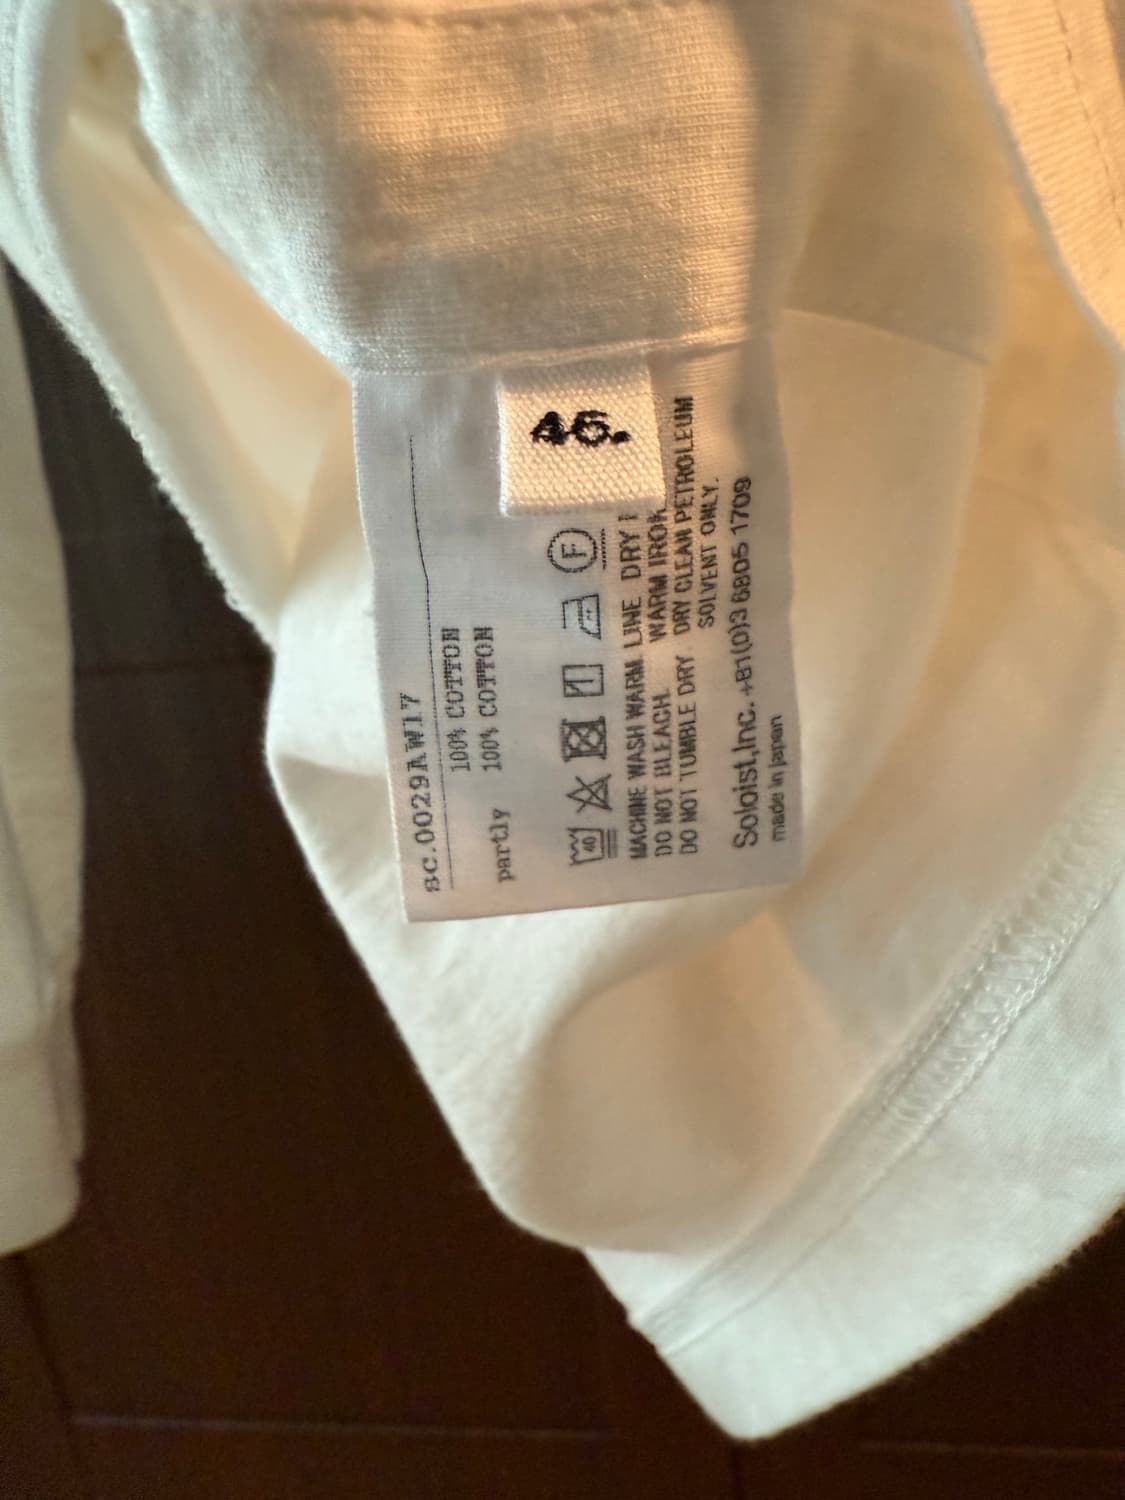 46.
sc.0029AW17
100% COTTON
partly 100% COTTON
40
F
MACHINE WASH WARM. LINE DRY
DO NOT BLEACH. WARM IRON
DO NOT TUMBLE DRY. DRY CLEAN PETROLEUM
SOLVENT ONLY.
Soloist,Inc. +81(0)3 6805 1709
made in japan